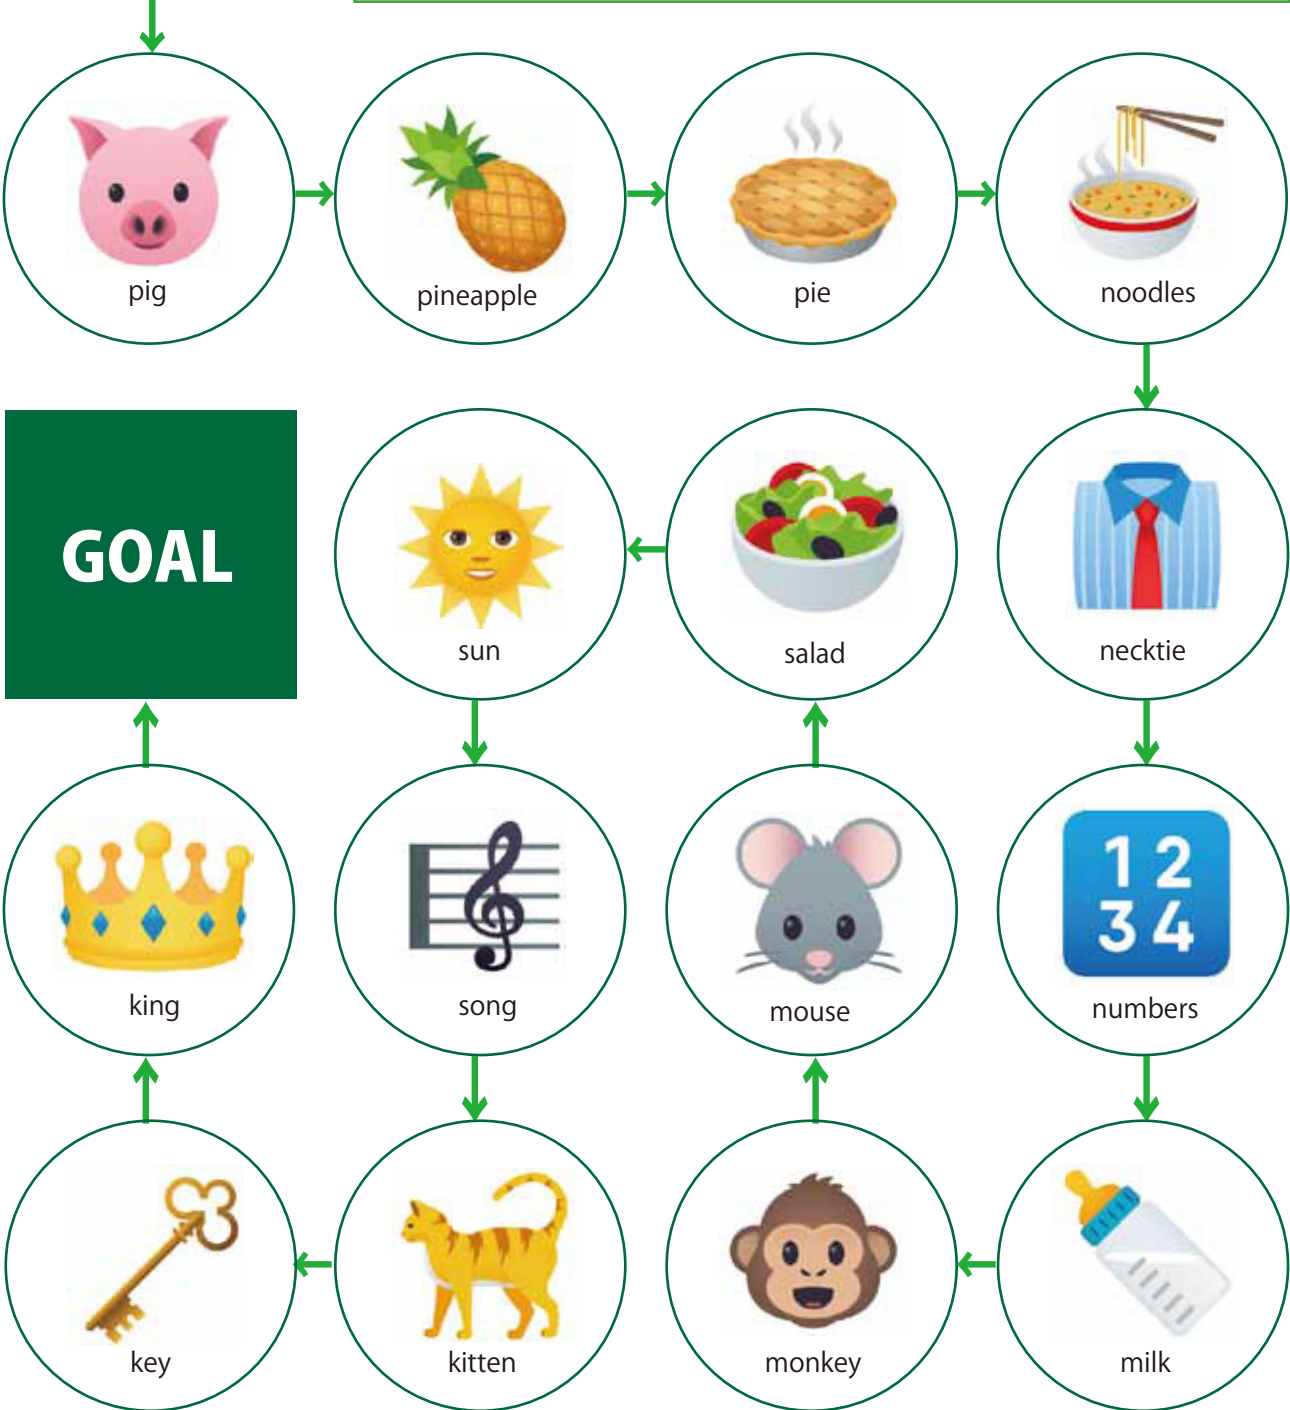 pig
pineapple
pie
noodles
GOAL
sun
salad
necktie
king
song
mouse
1 2
3 4
numbers
key
kitten
monkey
milk